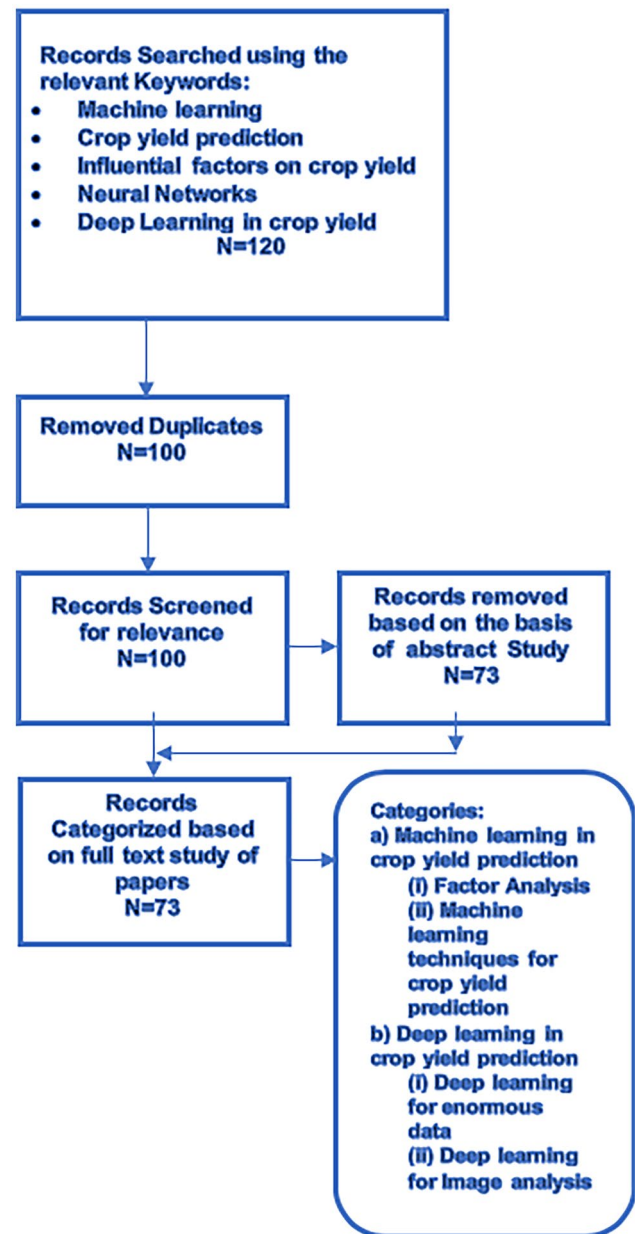 Records Searched using the
relevant Keywords:
• Machine learning
• Crop yield prediction
• Influential factors on crop yield
• Neural Networks
• Deep Learning in crop yield
N=120
Removed Duplicates
N=100
Records Screened
for relevance
N=100
Records removed
based on the basis
of abstract Study
N=73
Records
Categorized based
on full text study of
papers
N=73
Categories:
a) Machine learning in
crop yield prediction
(i) Factor Analysis
(ii) Machine
learning
techniques for
crop yield
prediction
b) Deep learning in
crop yield prediction
(i) Deep learning
for enormous
data
(ii) Deep learning
for Image analysis